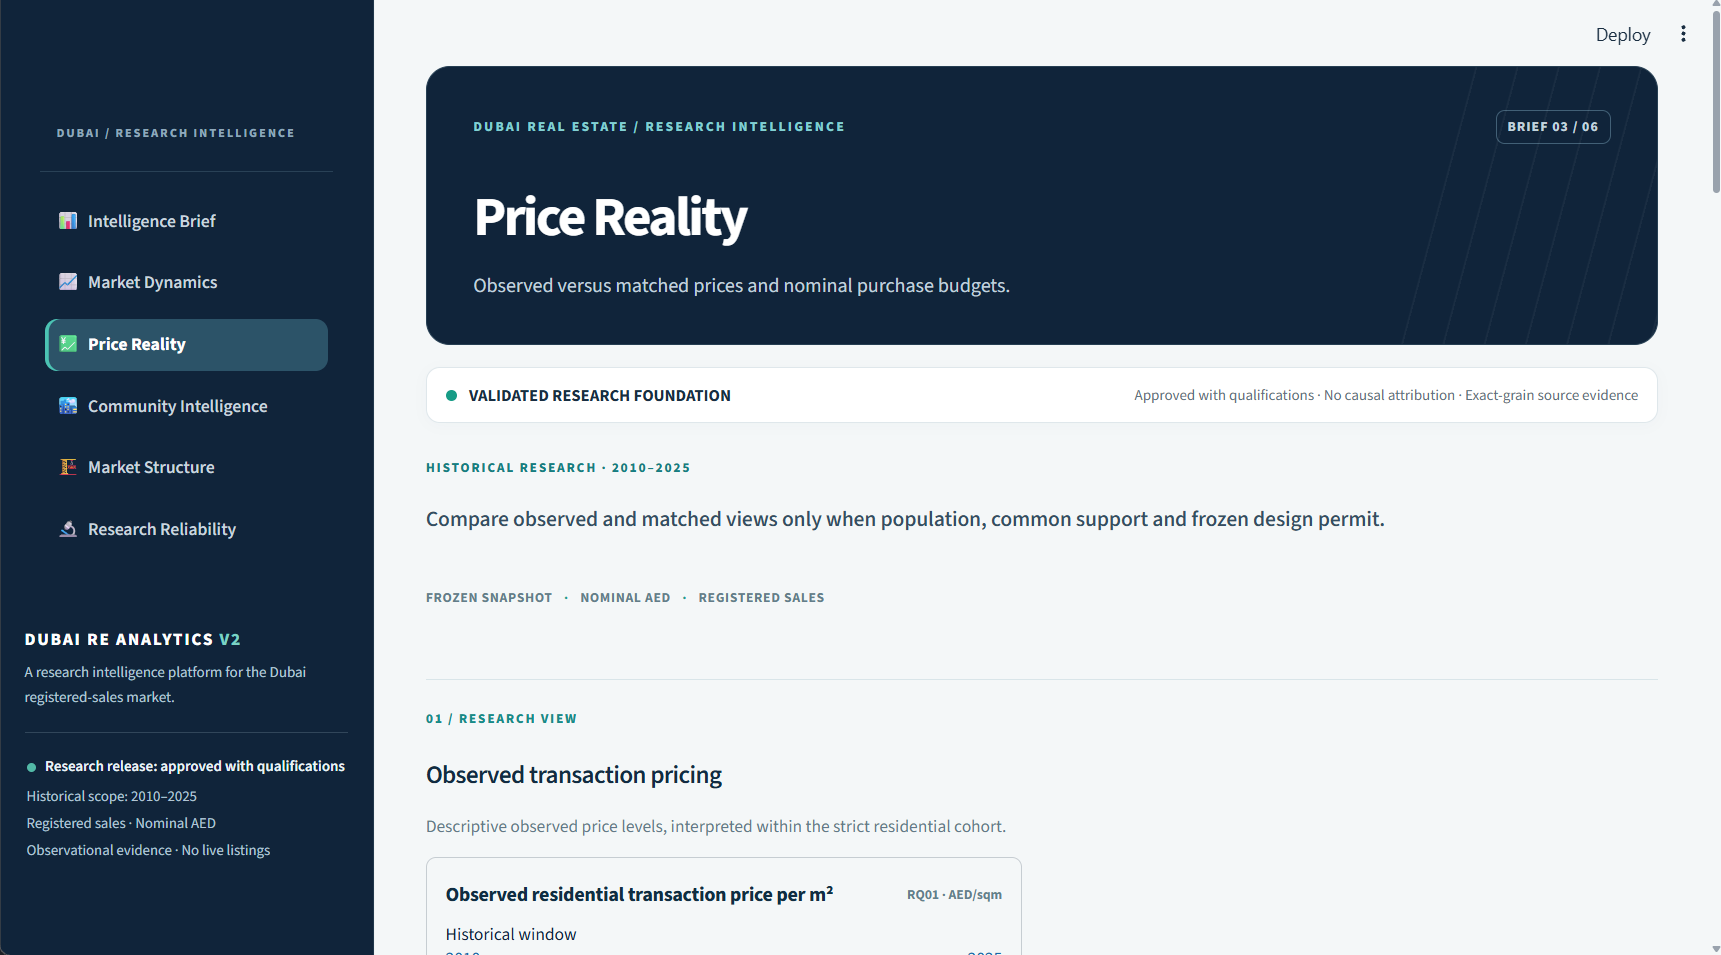 DUBAI / RESEARCH INTELLIGENCE
Intelligence Brief
Market Dynamics
Price Reality
Community Intelligence
Market Structure
Research Reliability
DUBAI RE ANALYTICS V2
A research intelligence platform for the Dubai
registered-sales market.
Research release: approved with qualifications
Historical scope: 2010–2025
Registered sales · Nominal AED
Observational evidence · No live listings
Deploy
DUBAI REAL ESTATE / RESEARCH INTELLIGENCE
BRIEF 03 / 06
Price Reality
Observed versus matched prices and nominal purchase budgets.
VALIDATED RESEARCH FOUNDATION
Approved with qualifications · No causal attribution · Exact-grain source evidence
HISTORICAL RESEARCH · 2010–2025
Compare observed and matched views only when population, common support and frozen design permit.
FROZEN SNAPSHOT · NOMINAL AED · REGISTERED SALES
01 / RESEARCH VIEW
Observed transaction pricing
Descriptive observed price levels, interpreted within the strict residential cohort.
Observed residential transaction price per m²
RQ01 · AED/sqm
Historical window
2010 2025